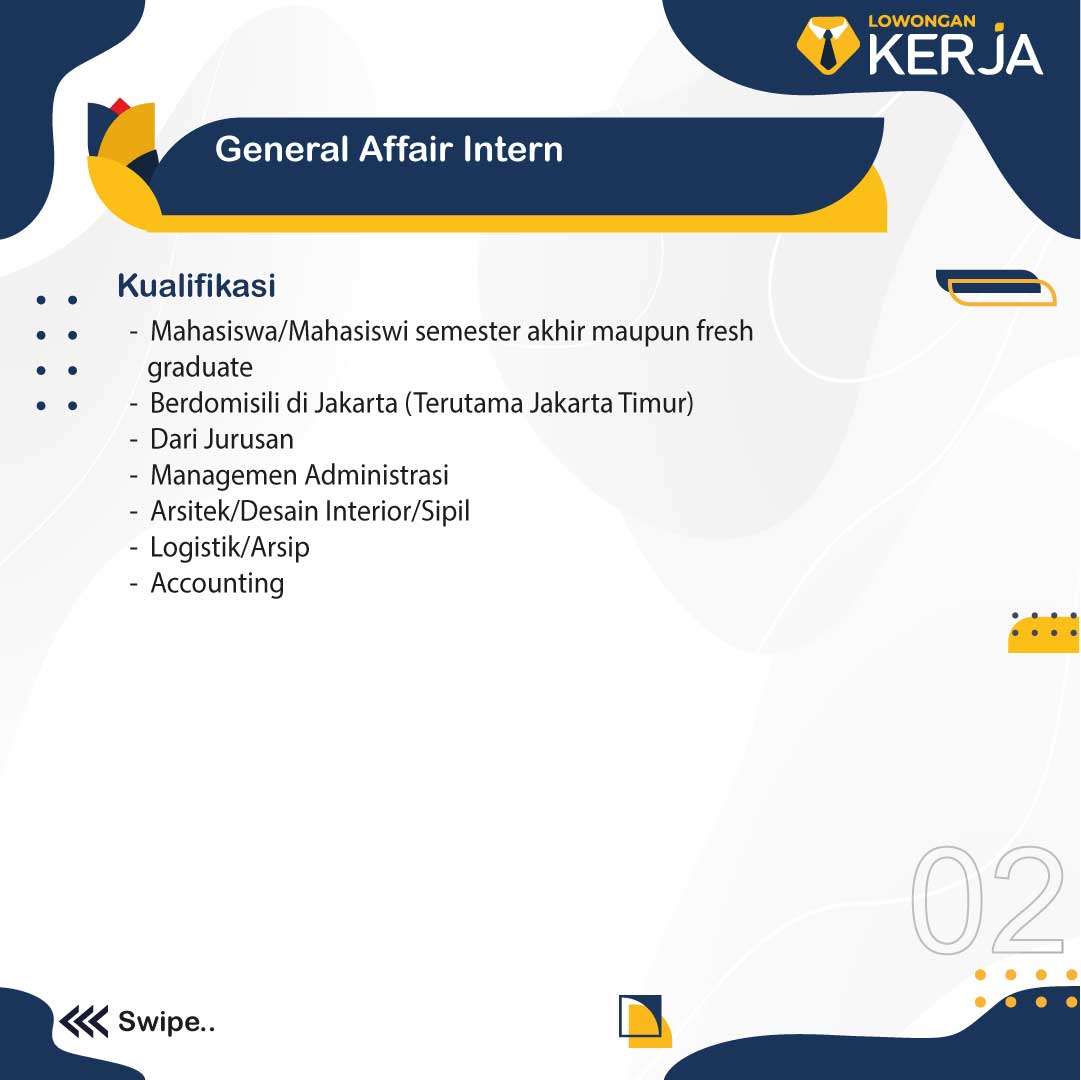 LOWONGAN
KERJA
General Affair Intern
Kualifikasi
- Mahasiswa/Mahasiswi semester akhir maupun fresh
graduate
- Berdomisili di Jakarta (Terutama Jakarta Timur)
- Dari Jurusan
- Managemen Administrasi
- Arsitek/Desain Interior/Sipil
- Logistik/Arsip
- Accounting
02
Swipe..